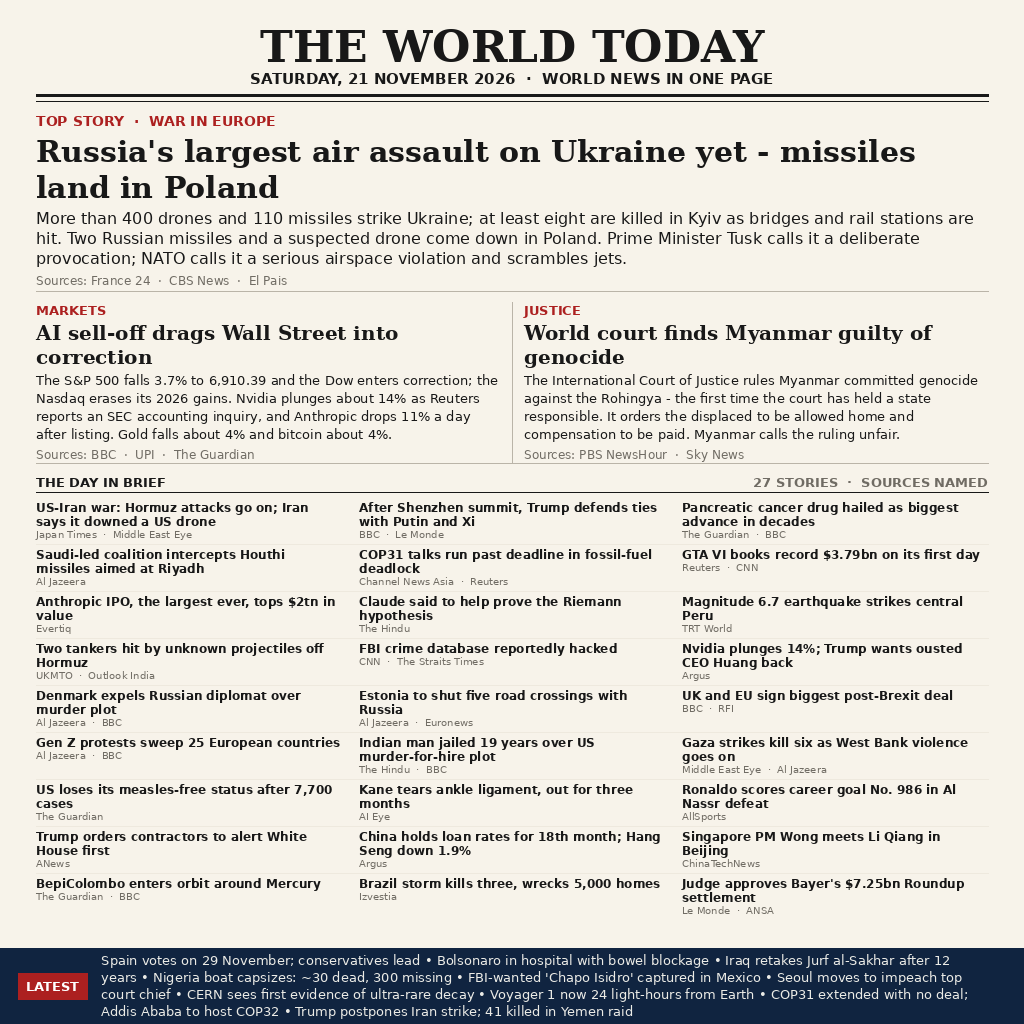 THE WORLD TODAY
SATURDAY, 21 NOVEMBER 2026 · WORLD NEWS IN ONE PAGE
TOP STORY · WAR IN EUROPE
Russia's largest air assault on Ukraine yet - missiles
land in Poland
More than 400 drones and 110 missiles strike Ukraine; at least eight are killed in Kyiv as bridges and rail stations are
hit. Two Russian missiles and a suspected drone come down in Poland. Prime Minister Tusk calls it a deliberate
provocation; NATO calls it a serious airspace violation and scrambles jets.
Sources: France 24 · CBS News · El Pais
MARKETS
AI sell-off drags Wall Street into
correction
The S&P 500 falls 3.7% to 6,910.39 and the Dow enters correction; the
Nasdaq erases its 2026 gains. Nvidia plunges about 14% as Reuters
reports an SEC accounting inquiry, and Anthropic drops 11% a day
after listing. Gold falls about 4% and bitcoin about 4%.
Sources: BBC · UPI · The Guardian
JUSTICE
World court finds Myanmar guilty of
genocide
The International Court of Justice rules Myanmar committed genocide
against the Rohingya - the first time the court has held a state
responsible. It orders the displaced to be allowed home and
compensation to be paid. Myanmar calls the ruling unfair.
Sources: PBS NewsHour · Sky News
THE DAY IN BRIEF
27 STORIES · SOURCES NAMED
US-Iran war: Hormuz attacks go on; Iran
says it downed a US drone
Japan Times · Middle East Eye
After Shenzhen summit, Trump defends ties
with Putin and Xi
BBC · Le Monde
Pancreatic cancer drug hailed as biggest
advance in decades
The Guardian · BBC
Saudi-led coalition intercepts Houthi
missiles aimed at Riyadh
Al Jazeera
COP31 talks run past deadline in fossil-fuel
deadlock
Channel News Asia · Reuters
GTA VI books record $3.79bn on its first day
Reuters · CNN
Anthropic IPO, the largest ever, tops $2tn in
value
Evertiq
Claude said to help prove the Riemann
hypothesis
The Hindu
Magnitude 6.7 earthquake strikes central
Peru
TRT World
Two tankers hit by unknown projectiles off
Hormuz
UKMTO · Outlook India
FBI crime database reportedly hacked
CNN · The Straits Times
Nvidia plunges 14%; Trump wants ousted
CEO Huang back
Argus
Denmark expels Russian diplomat over
murder plot
Al Jazeera · BBC
Estonia to shut five road crossings with
Russia
Al Jazeera · Euronews
UK and EU sign biggest post-Brexit deal
BBC · RFI
Gen Z protests sweep 25 European countries
Al Jazeera · BBC
Indian man jailed 19 years over US
murder-for-hire plot
The Hindu · BBC
Gaza strikes kill six as West Bank violence
goes on
Middle East Eye · Al Jazeera
US loses its measles-free status after 7,700
cases
The Guardian
Kane tears ankle ligament, out for three
months
AI Eye
Ronaldo scores career goal No. 986 in Al
Nassr defeat
AllSports
Trump orders contractors to alert White
House first
ANews
China holds loan rates for 18th month; Hang
Seng down 1.9%
Argus
Singapore PM Wong meets Li Qiang in
Beijing
ChinaTechNews
BepiColombo enters orbit around Mercury
The Guardian · BBC
Brazil storm kills three, wrecks 5,000 homes
Izvestia
Judge approves Bayer's $7.25bn Roundup
settlement
Le Monde · ANSA
LATEST
Spain votes on 29 November; conservatives lead • Bolsonaro in hospital with bowel blockage • Iraq retakes Jurf al-Sakhar after 12
years • Nigeria boat capsizes: ~30 dead, 300 missing • FBI-wanted 'Chapo Isidro' captured in Mexico • Seoul moves to impeach top
court chief • CERN sees first evidence of ultra-rare decay • Voyager 1 now 24 light-hours from Earth • COP31 extended with no deal;
Addis Ababa to host COP32 • Trump postpones Iran strike; 41 killed in Yemen raid